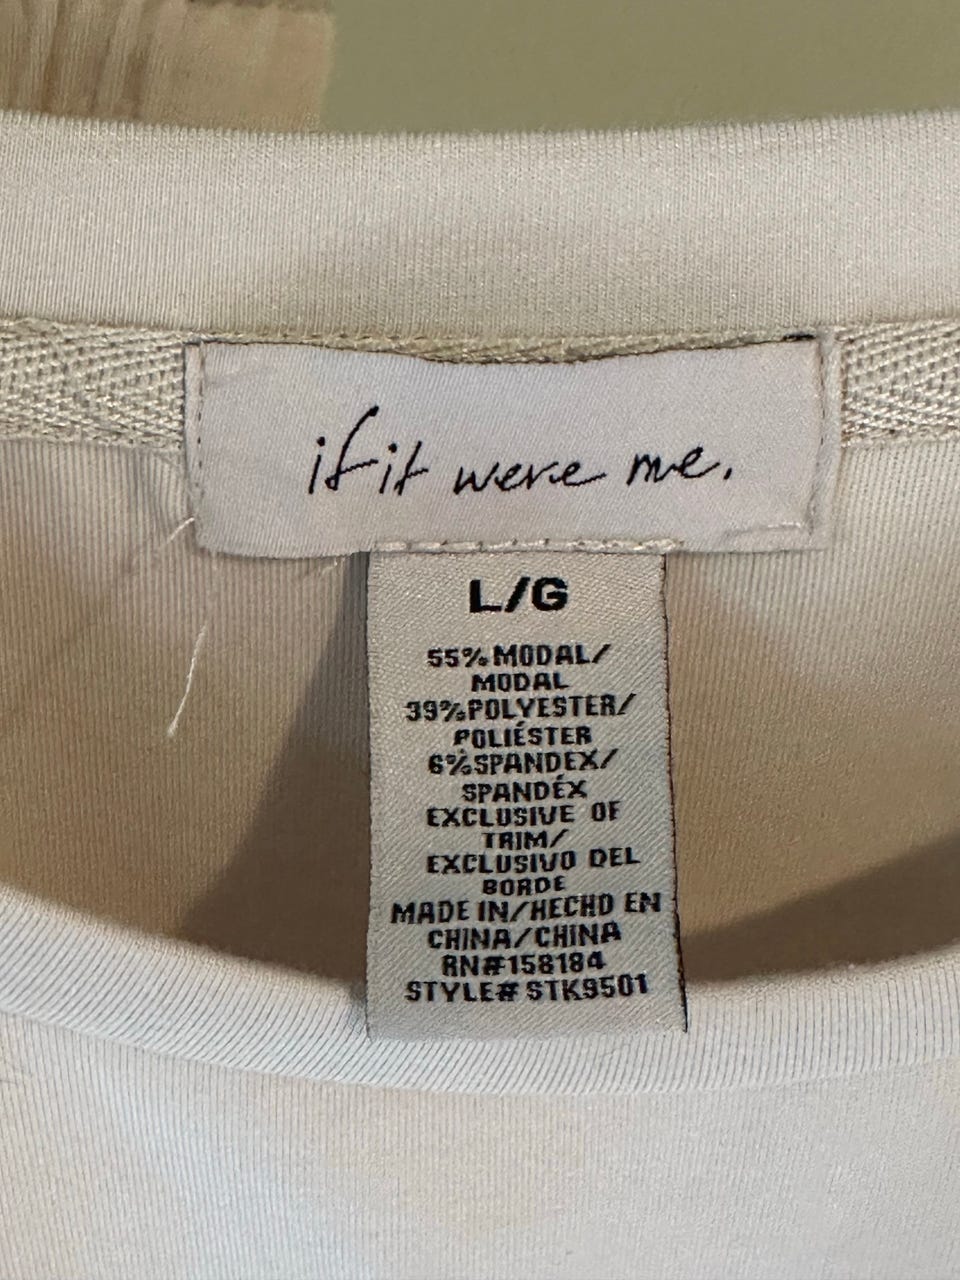 if it were me.
L/G
55% MODAL/
MODAL
39% POLYESTER/
POLIÉSTER
6% SPANDEX/
SPANDÉX
EXCLUSIVE OF
TRIM/
EXCLUSIVO DEL
BORDE
MADE IN/HECHO EN
CHINA/CHINA
RN#158184
STYLE# STK9501